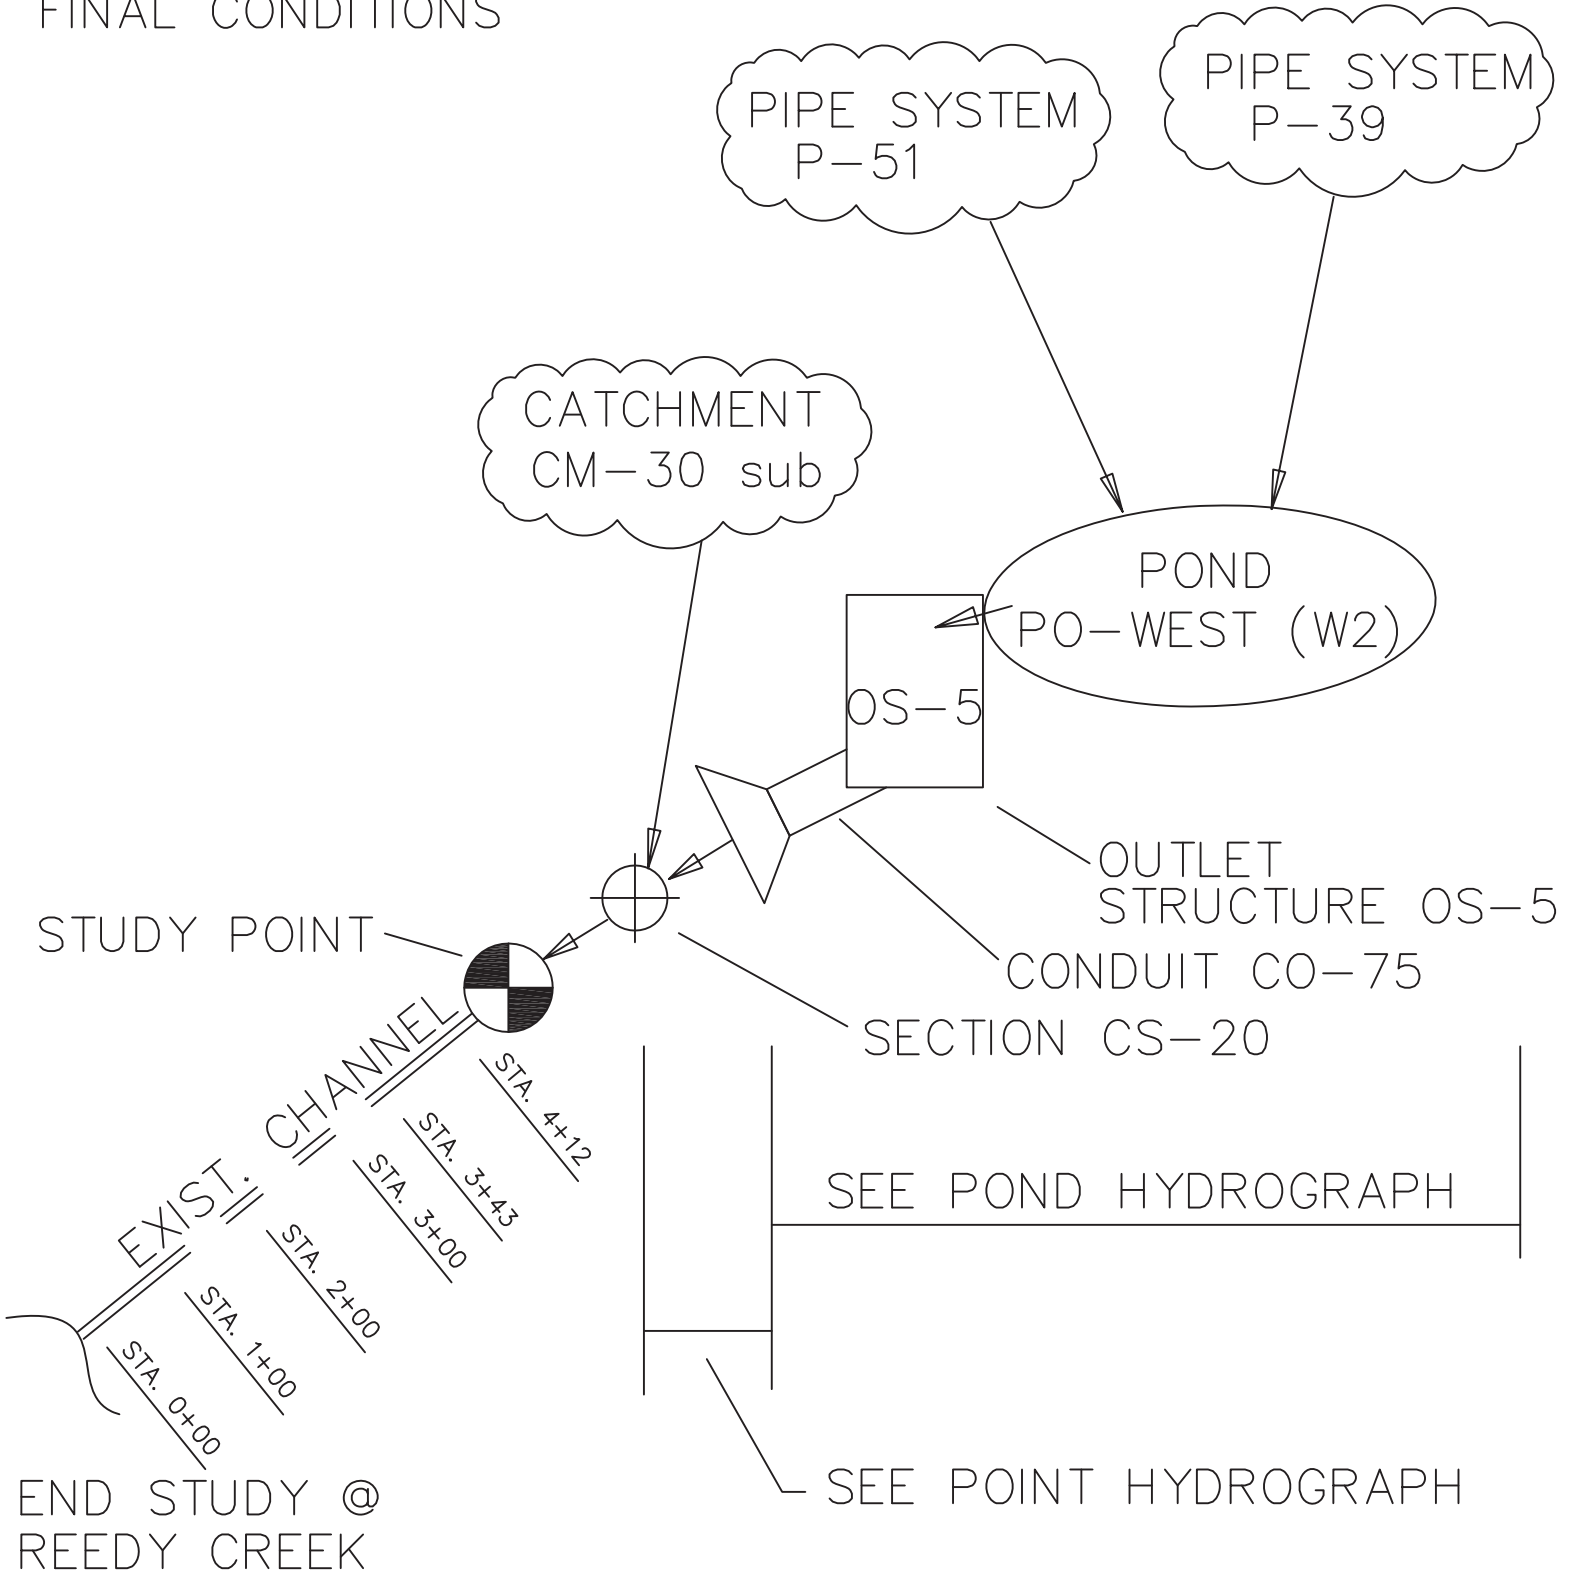 FINAL CONDITIONS
PIPE SYSTEM
P-39
PIPE SYSTEM
P-51
CATCHMENT
CM-30 sub
POND
PO-WEST (W2)
OS-5
OUTLET
STRUCTURE OS-5
STUDY POINT
CONDUIT CO-75
SECTION CS-20
EXIST. CHANNEL
STA. 4+12
STA. 3+43
STA. 3+00
STA. 2+00
STA. 1+00
STA. 0+00
SEE POND HYDROGRAPH
SEE POINT HYDROGRAPH
END STUDY @
REEDY CREEK